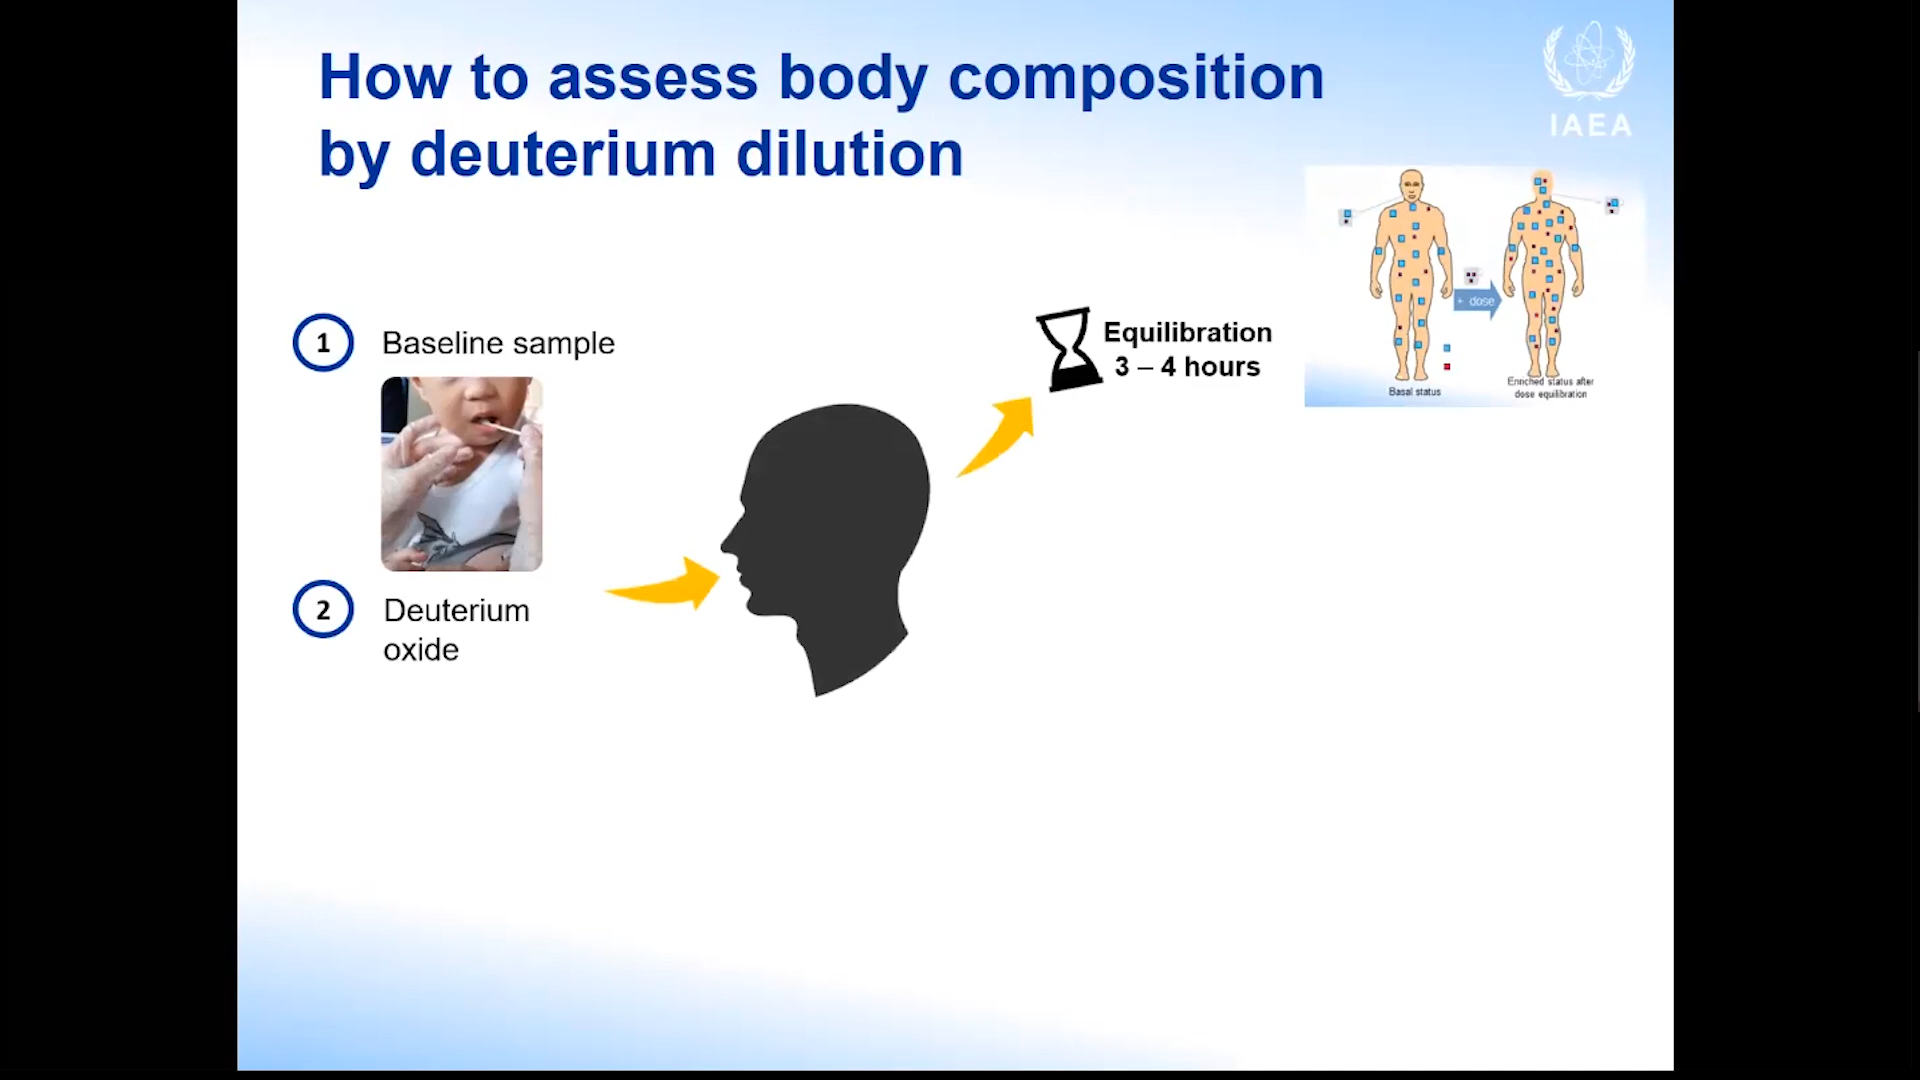 How to assess body composition
by deuterium dilution
IAEA
1 Baseline sample
2 Deuterium
oxide
Equilibration
3 – 4 hours
+ dose
Basal status
Enriched status after
dose equilibration